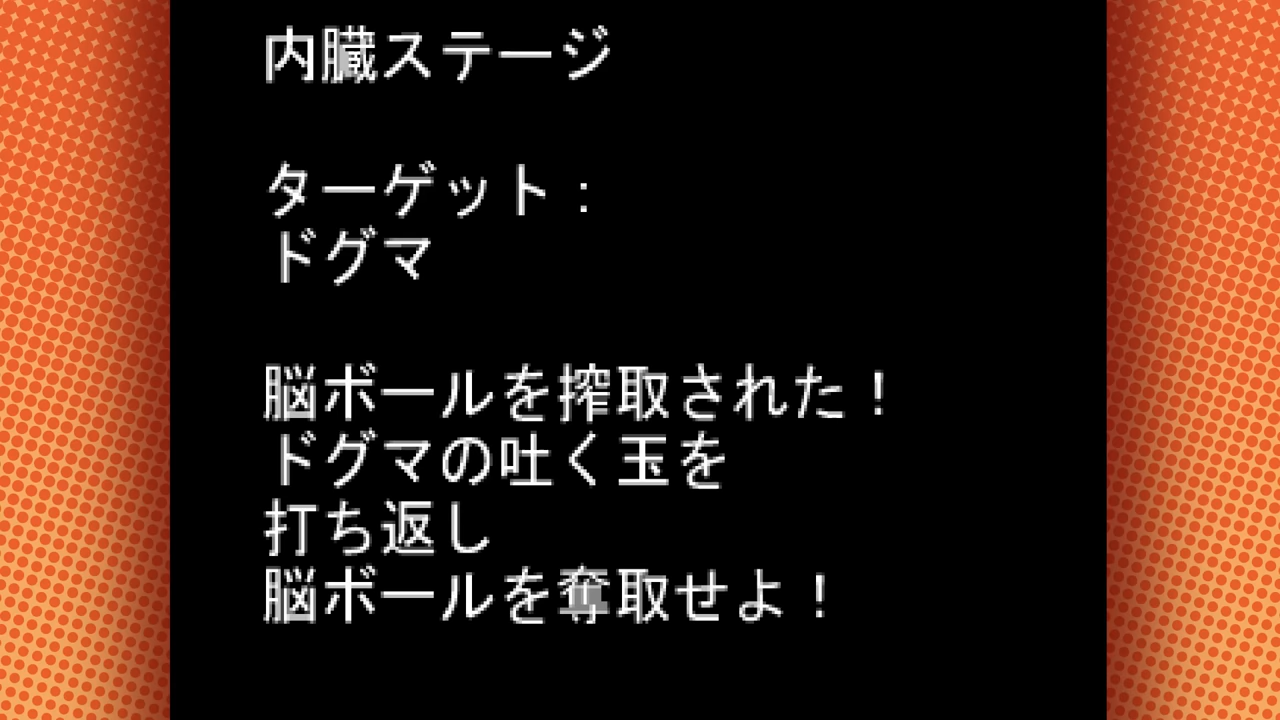 内臓ステージ
ターゲット：
ドグマ
脳ボールを搾取された！
ドグマの吐く玉を
打ち返し
脳ボールを奪取せよ！